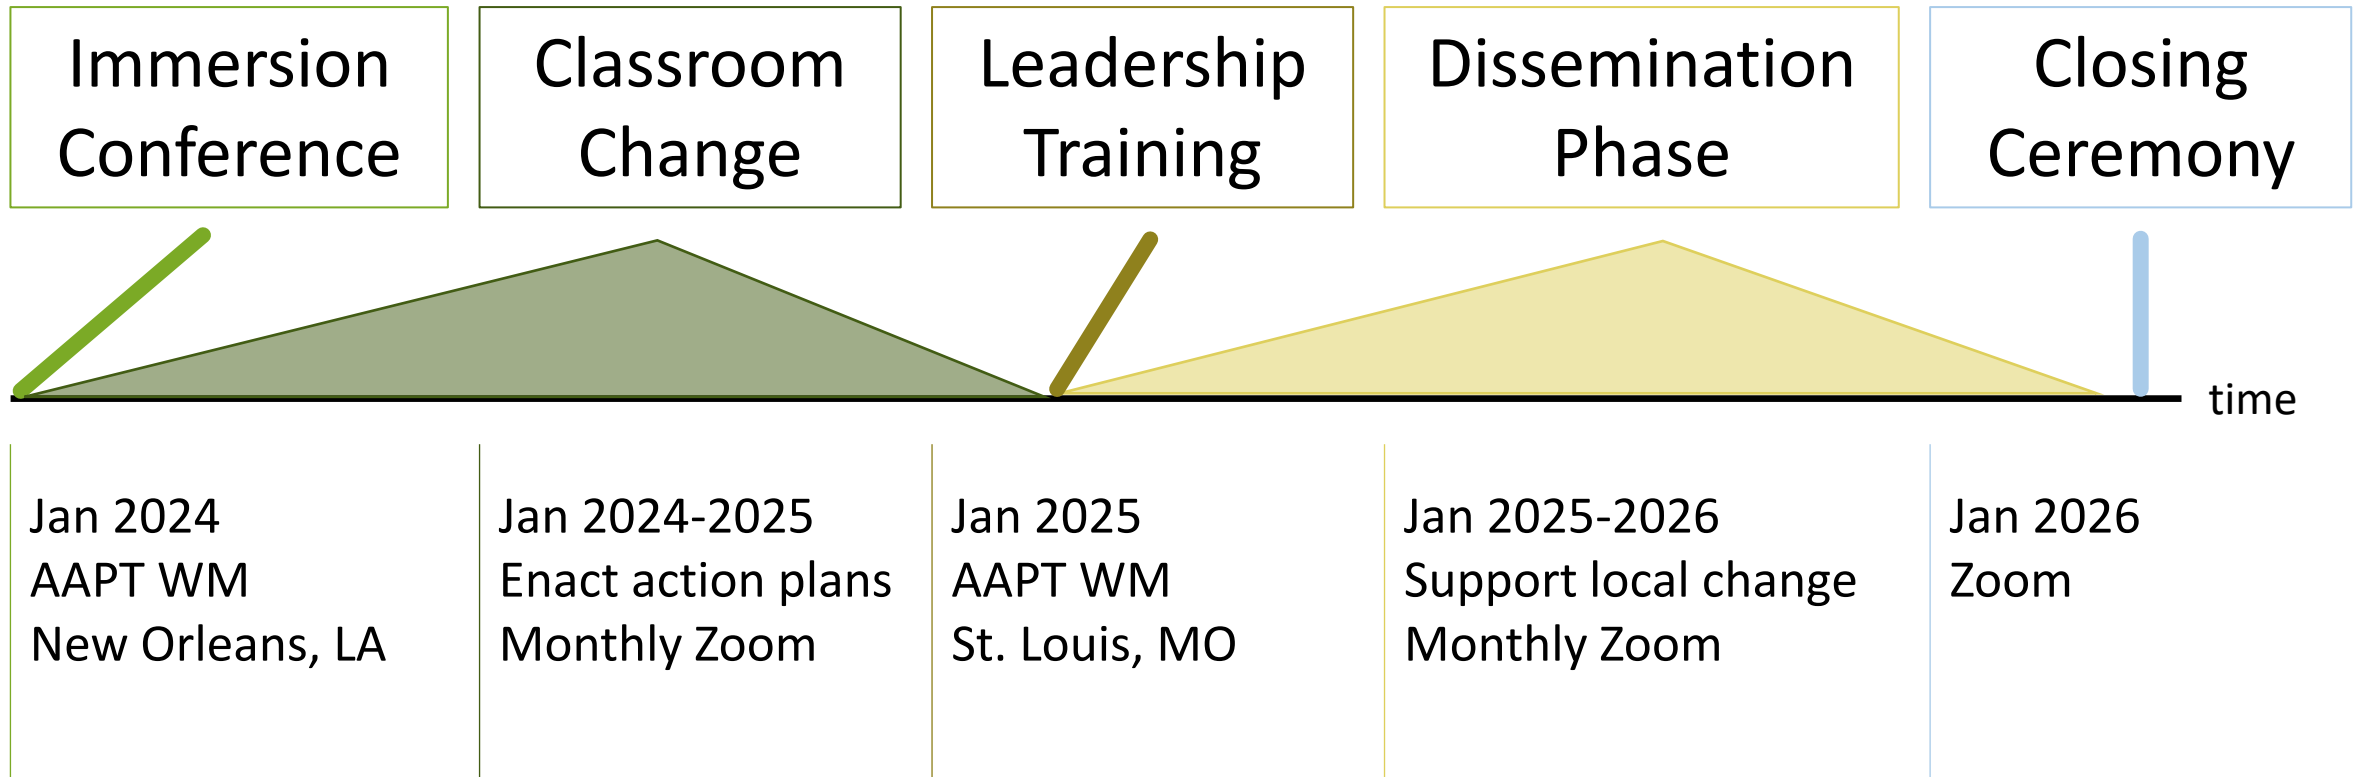 Immersion
Conference
Classroom
Change
Leadership
Training
Dissemination
Phase
Closing
Ceremony
time
Jan 2024
AAPT WM
New Orleans, LA
Jan 2024-2025
Enact action plans
Monthly Zoom
Jan 2025
AAPT WM
St. Louis, MO
Jan 2025-2026
Support local change
Monthly Zoom
Jan 2026
Zoom